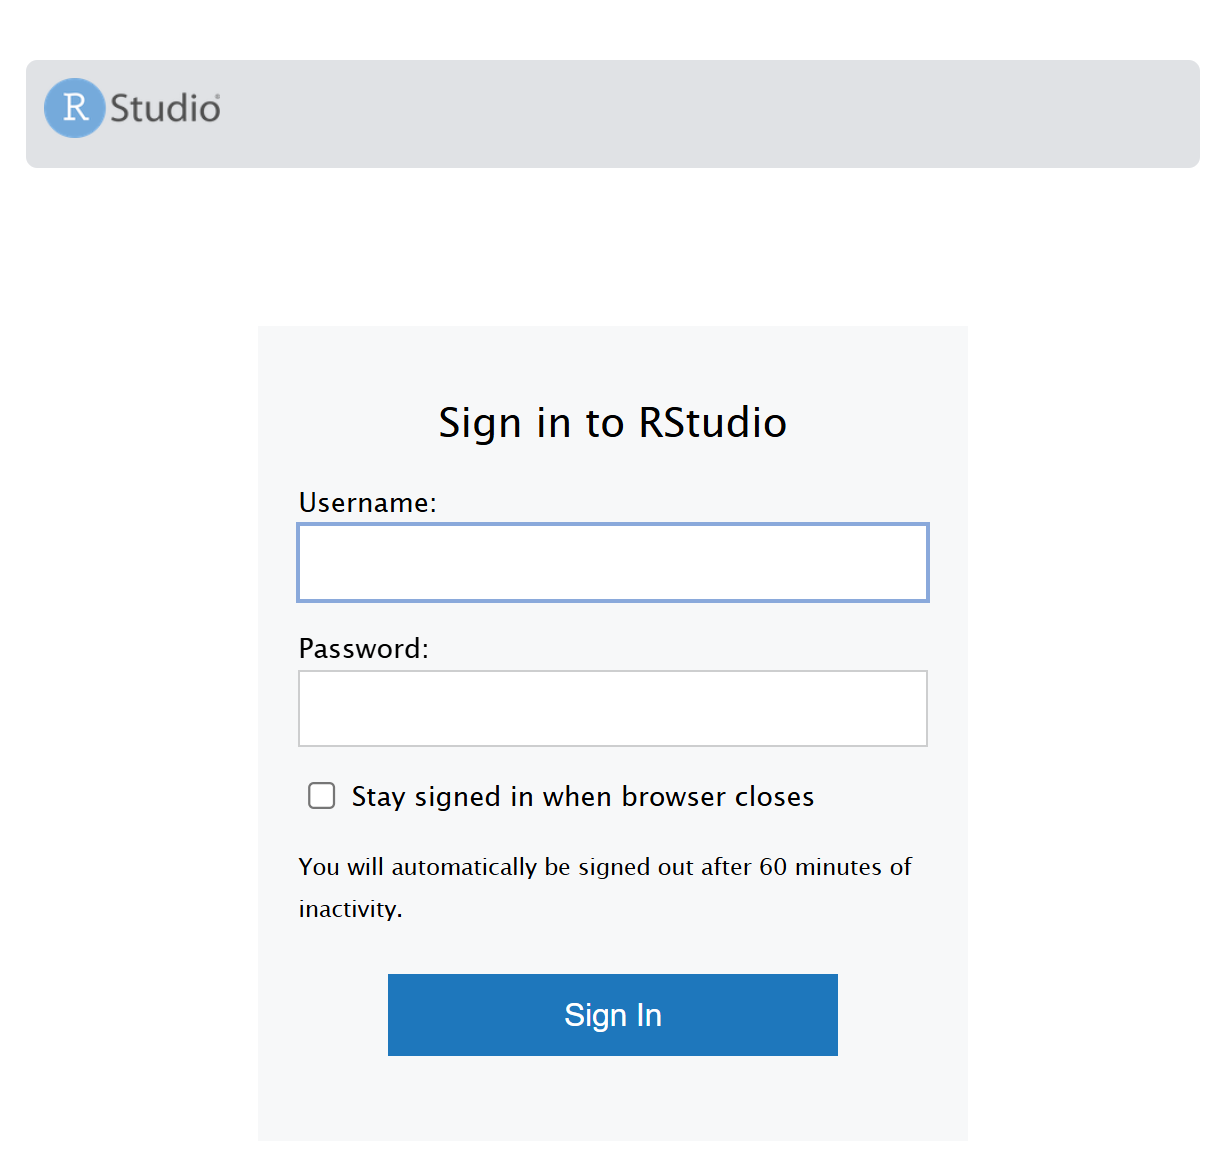 R Studio®
Sign in to RStudio
Username:
Password:
Stay signed in when browser closes
You will automatically be signed out after 60 minutes of
inactivity.
Sign In